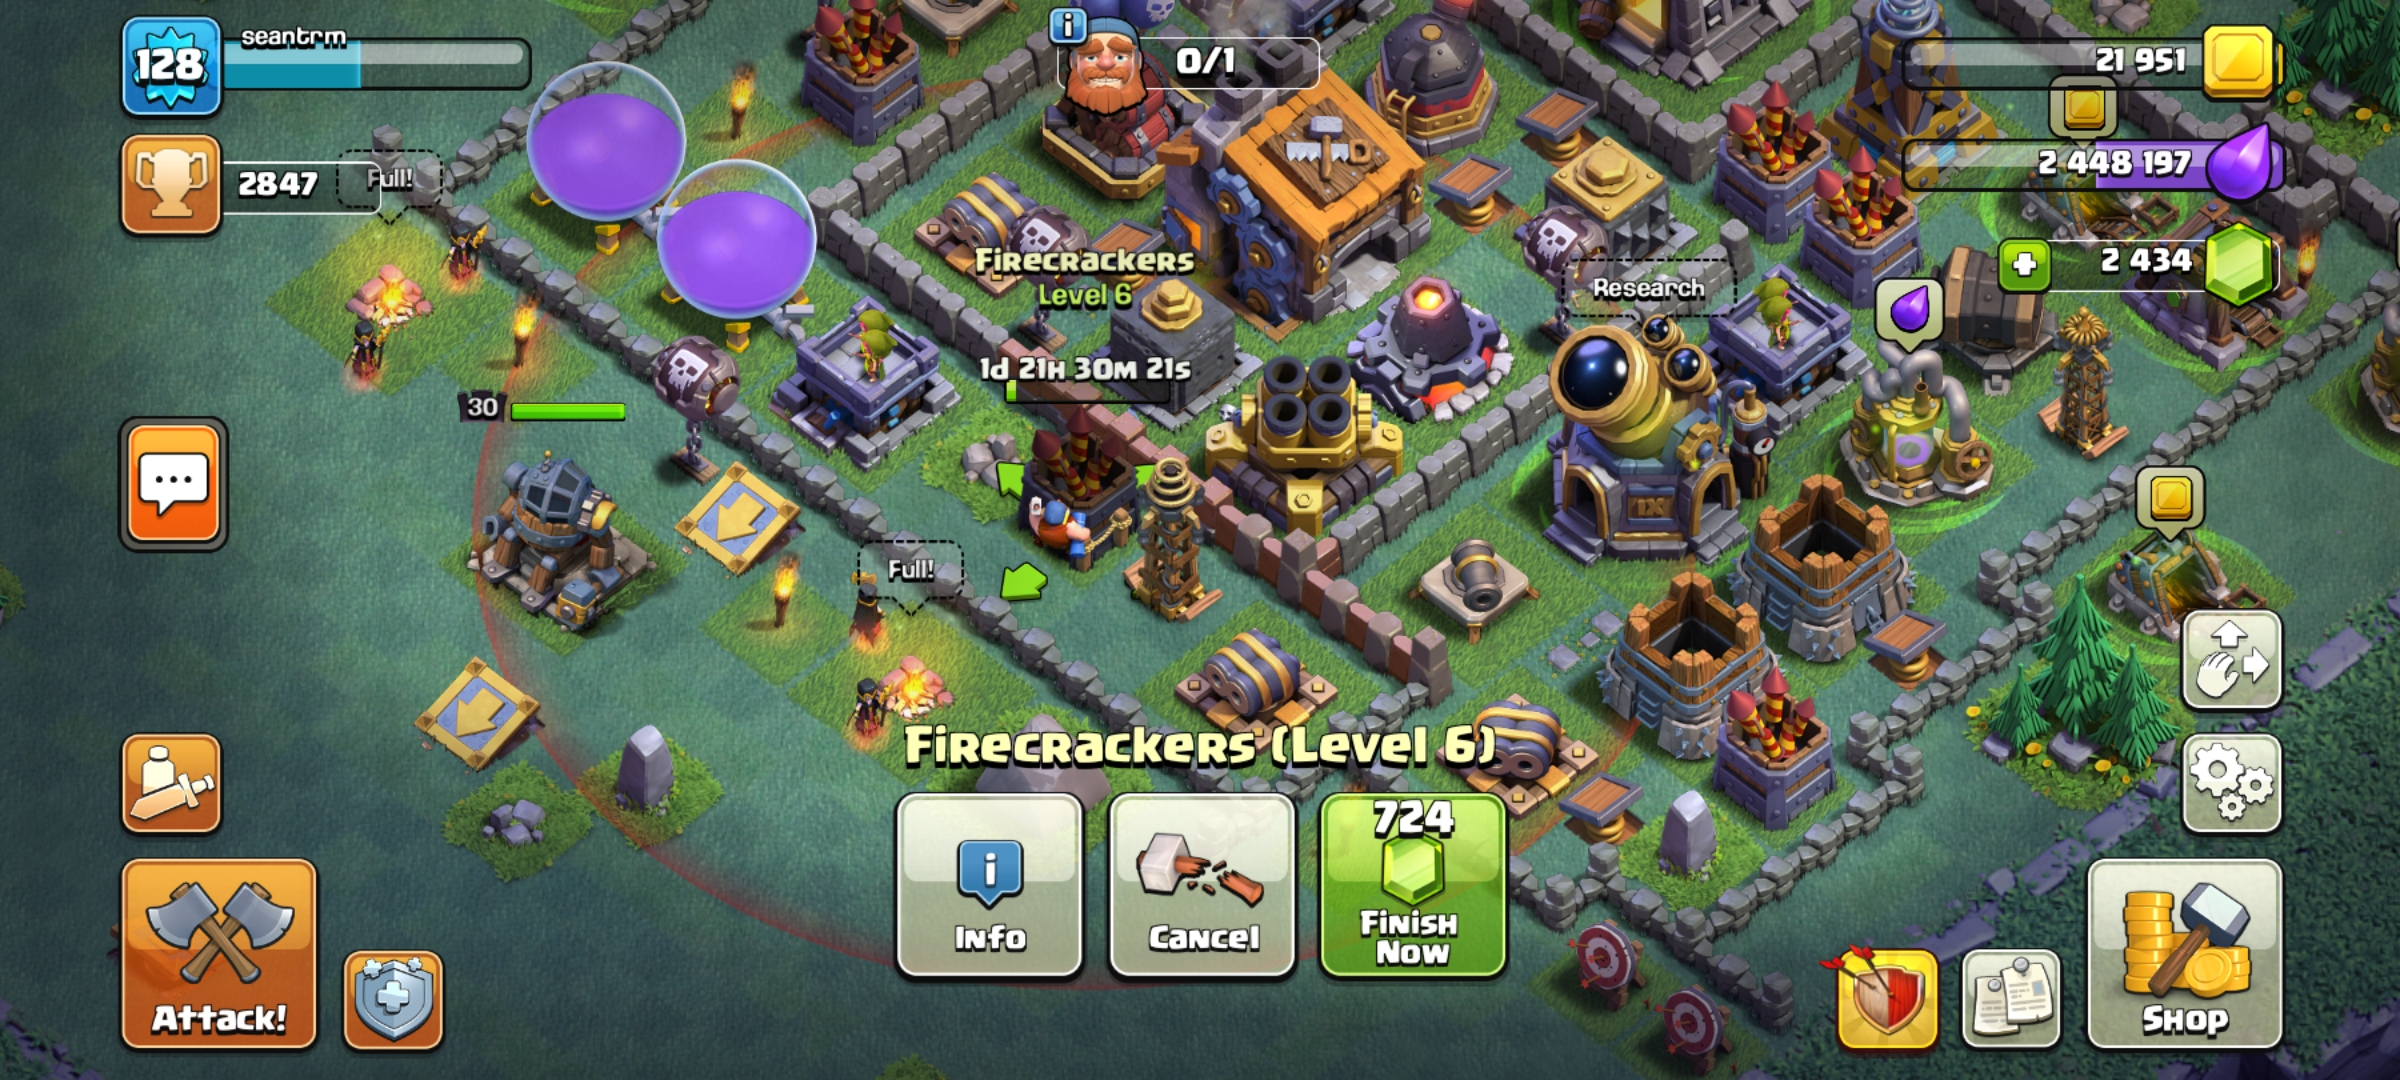 seantrm
128
2847
Full!
0/1
21 951
2 448 197
2 434
Firecrackers
Level 6
1d 21H 30M 21s
Research
30
Full!
IX
Firecrackers (Level 6)
Info
Cancel
724
Finish
Now
Attack!
Shop